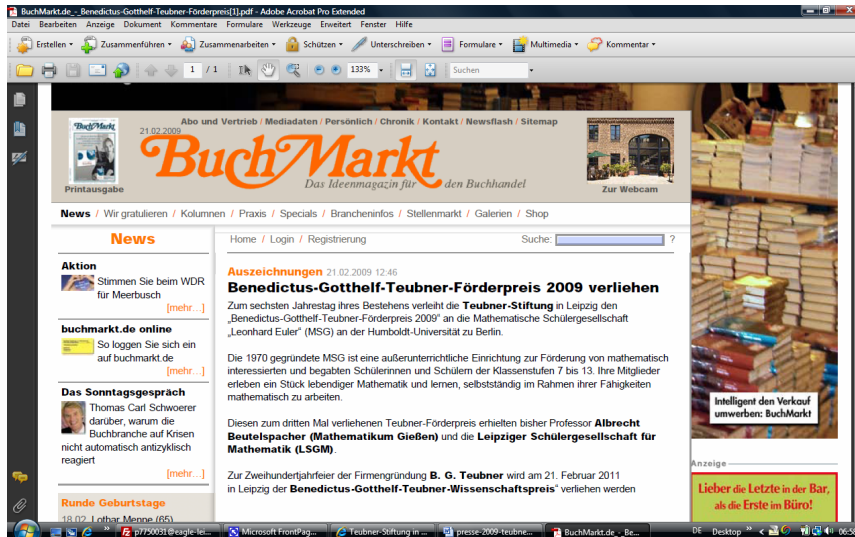 BuchMarkt.de_-_Benedictus-Gotthelf-Teubner-Förderpreis[1].pdf - Adobe Acrobat Pro Extended
Datei Bearbeiten Anzeige Dokument Kommentare Formulare Werkzeuge Erweitert Fenster Hilfe
Erstellen Zusammenführen Zusammenarbeiten Schützen Unterschreiben Formulare Multimedia Kommentar
1 / 1 133% Suchen
Abo und Vertrieb / Mediadaten / Persönlich / Chronik / Kontakt / Newsflash / Sitemap
21.02.2009
BuchMarkt
Das Ideenmagazin für den Buchhandel
Printausgabe
Zur Webcam
News / Wir gratulieren / Kolumnen / Praxis / Specials / Brancheninfos / Stellenmarkt / Galerien / Shop
News
Aktion
Stimmen Sie beim WDR
für Meerbusch
[mehr...]
buchmarkt.de online
So loggen Sie sich ein
auf buchmarkt.de
[mehr...]
Das Sonntagsgespräch
Thomas Carl Schwoerer
darüber, warum die
Buchbranche auf Krisen
nicht automatisch antizyklisch
reagiert
[mehr...]
Runde Geburtstage
18.02. Lothar Menne (65)
Home / Login / Registrierung Suche: ?
Auszeichnungen 21.02.2009 12:46
Benedictus-Gotthelf-Teubner-Förderpreis 2009 verliehen
Zum sechsten Jahrestag ihres Bestehens verleiht die Teubner-Stiftung in Leipzig den
„Benedictus-Gotthelf-Teubner-Förderpreis 2009" an die Mathematische Schülergesellschaft
„Leonhard Euler" (MSG) an der Humboldt-Universität zu Berlin.
Die 1970 gegründete MSG ist eine außerunterrichtliche Einrichtung zur Förderung von mathematisch
interessierten und begabten Schülerinnen und Schülern der Klassenstufen 7 bis 13. Ihre Mitglieder
erleben ein Stück lebendiger Mathematik und lernen, selbstständig im Rahmen ihrer Fähigkeiten
mathematisch zu arbeiten.
Diesen zum dritten Mal verliehenen Teubner-Förderpreis erhielten bisher Professor Albrecht
Beutelspacher (Mathematikum Gießen) und die Leipziger Schülergesellschaft für
Mathematik (LSGM).
Zur Zweihundertjahrfeier der Firmengründung B. G. Teubner wird am 21. Februar 2011
in Leipzig der Benedictus-Gotthelf-Teubner-Wissenschaftspreis" verliehen werden
Intelligent den Verkauf
umwerben: BuchMarkt
Anzeige
Lieber die Letzte in der Bar,
als die Erste im Büro!
p7750031@eagle-lei... Microsoft FrontPag... Teubner-Stiftung in ... presse-2009-teubne... BuchMarkt.de_-_Be... DE Desktop 06:58